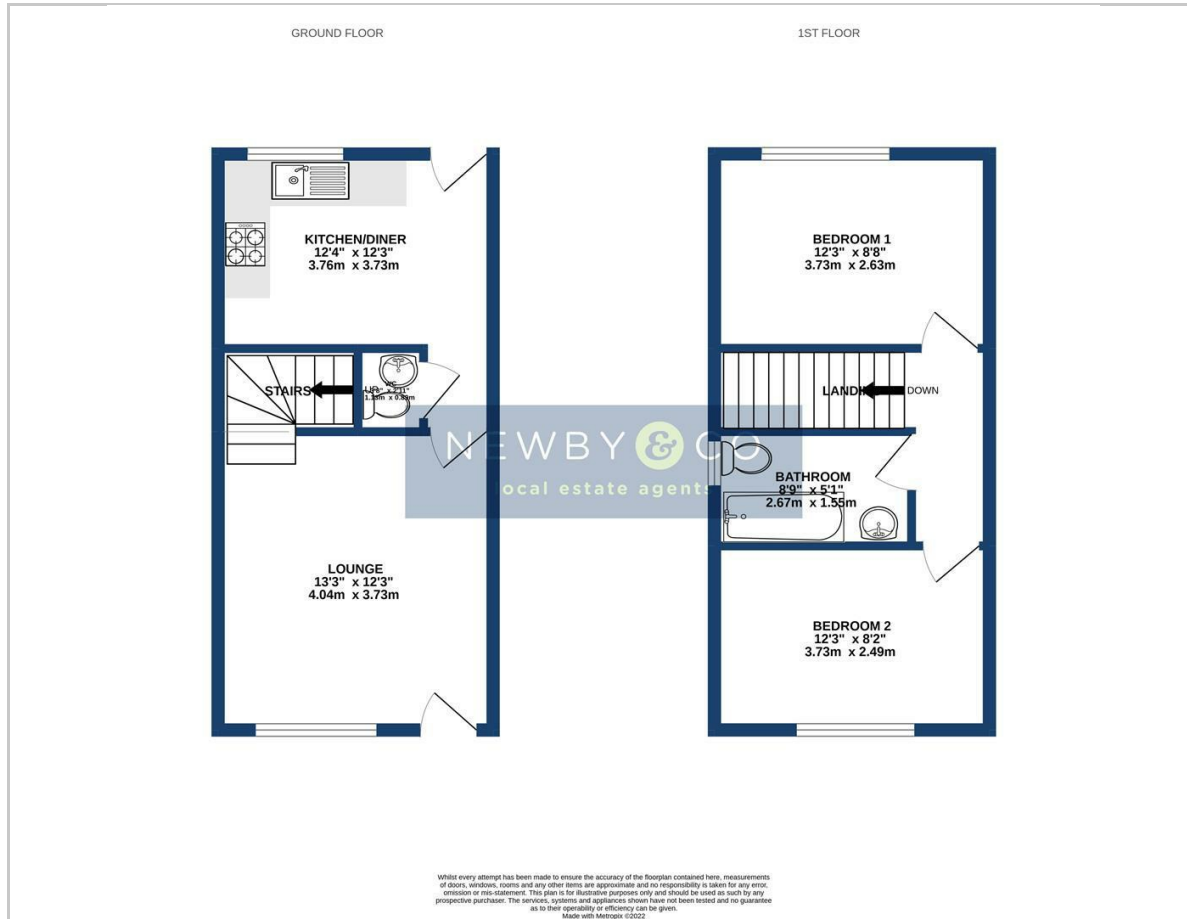 GROUND FLOOR
1ST FLOOR
KITCHEN/DINER
12'4" x 12'3"
3.76m x 3.73m
STAIRS
UP
WC
x 2'11"
LOUNGE
13'3" x 12'3"
4.04m x 3.73m
BEDROOM 1
12'3" x 8'8"
3.73m x 2.63m
DOWN
BATHROOM
8'9" x 5'1"
2.67m x 1.55m
BEDROOM 2
12'3" x 8'2"
3.73m x 2.49m
NEWBY & CO
local estate agents
Whilst every attempt has been made to ensure the accuracy of the floorplan contained here, measurements
of doors, windows, rooms and any other items are approximate and no responsibility is taken for any error,
omission or mis-statement. This plan is for illustrative purposes only and should be used as such by any
prospective purchaser. The services, systems and appliances shown have not been tested and no guarantee
as to their operability or efficiency can be given.
Made with Metropix ©2022